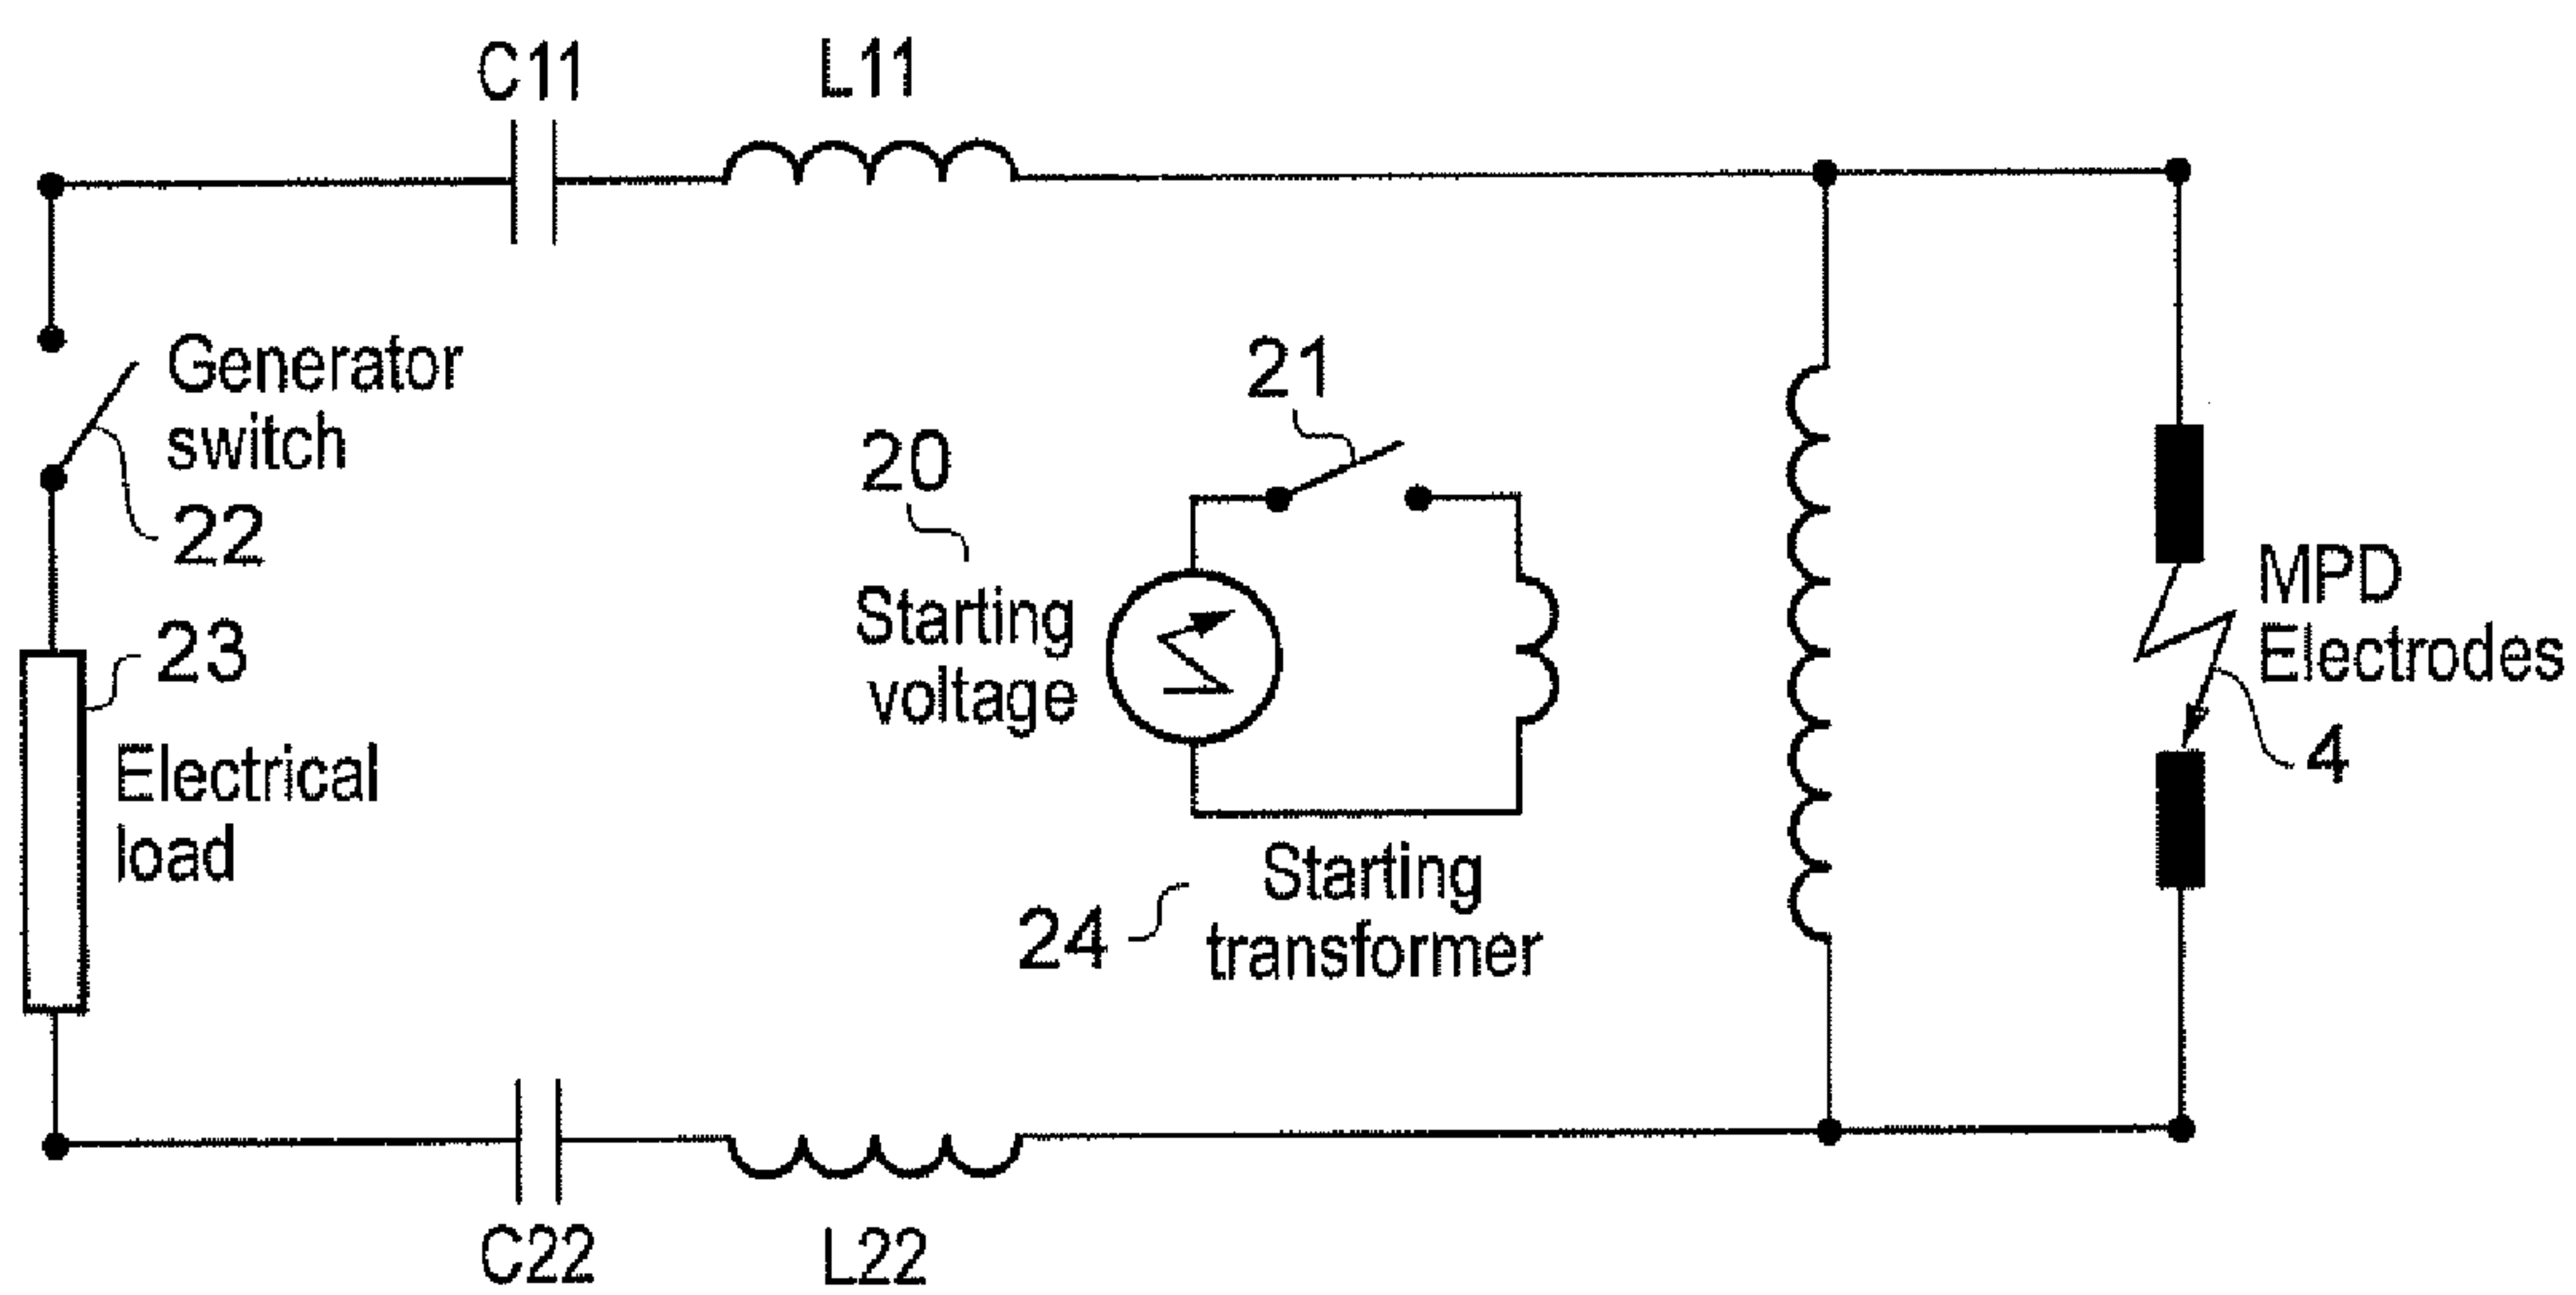 C11
L11
Generator
switch
22
21
20
Starting
voltage
23
Electrical
load
MPD
Electrodes
4
Starting
transformer
24
C22
L22